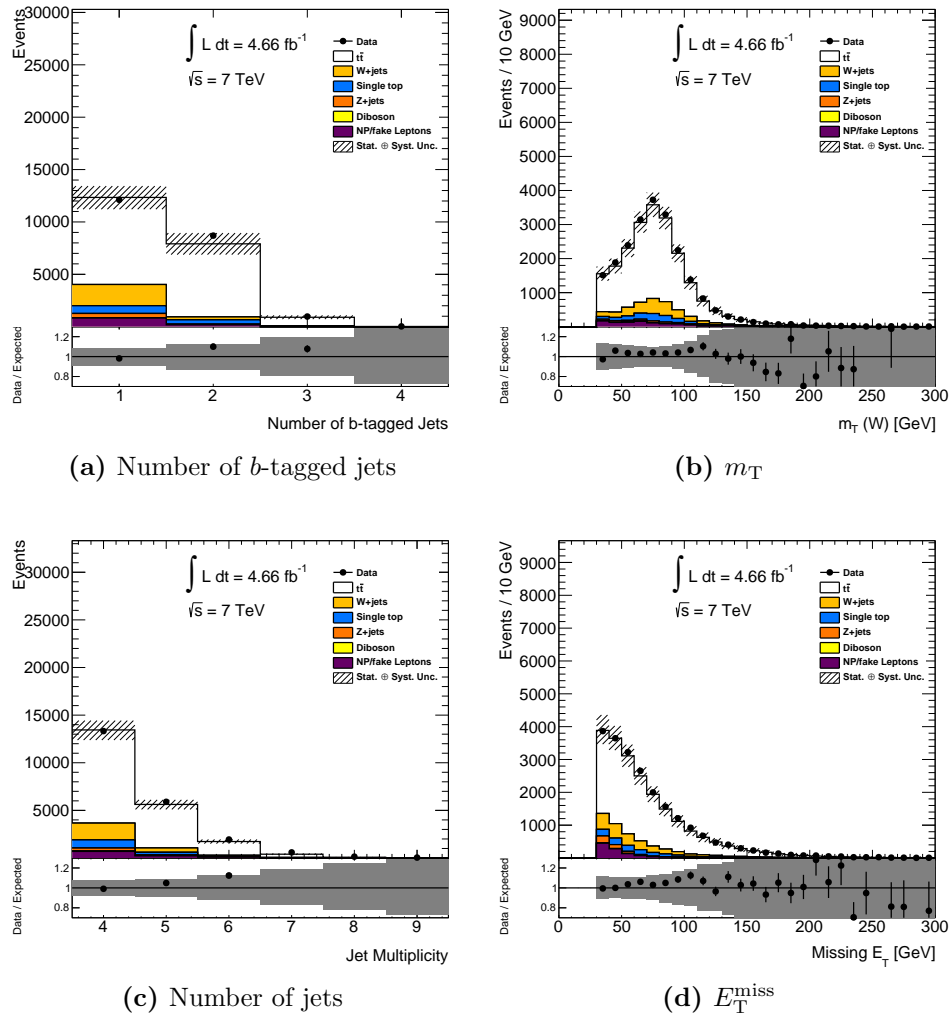 Events
30000
25000
20000
15000
10000
5000
∫ L dt = 4.66 fb⁻¹
√s = 7 TeV
Data
tt̄
W+jets
Single top
Z+jets
Diboson
NP/fake Leptons
Stat. ⊕ Syst. Unc.
Data / Expected
1.2
1
0.8
1 2 3 4
Number of b-tagged Jets
(a) Number of b-tagged jets
Events / 10 GeV
9000
8000
7000
6000
5000
4000
3000
2000
1000
∫ L dt = 4.66 fb⁻¹
√s = 7 TeV
Data
tt̄
W+jets
Single top
Z+jets
Diboson
NP/fake Leptons
Stat. ⊕ Syst. Unc.
Data / Expected
1.2
1
0.8
0 50 100 150 200 250 300
m_T (W) [GeV]
(b) m_T
Events
30000
25000
20000
15000
10000
5000
∫ L dt = 4.66 fb⁻¹
√s = 7 TeV
Data
tt̄
W+jets
Single top
Z+jets
Diboson
NP/fake Leptons
Stat. ⊕ Syst. Unc.
Data / Expected
1.2
1
0.8
4 5 6 7 8 9
Jet Multiplicity
(c) Number of jets
Events / 10 GeV
9000
8000
7000
6000
5000
4000
3000
2000
1000
∫ L dt = 4.66 fb⁻¹
√s = 7 TeV
Data
tt̄
W+jets
Single top
Z+jets
Diboson
NP/fake Leptons
Stat. ⊕ Syst. Unc.
Data / Expected
1.2
1
0.8
0 50 100 150 200 250 300
Missing E_T [GeV]
(d) E_T^miss